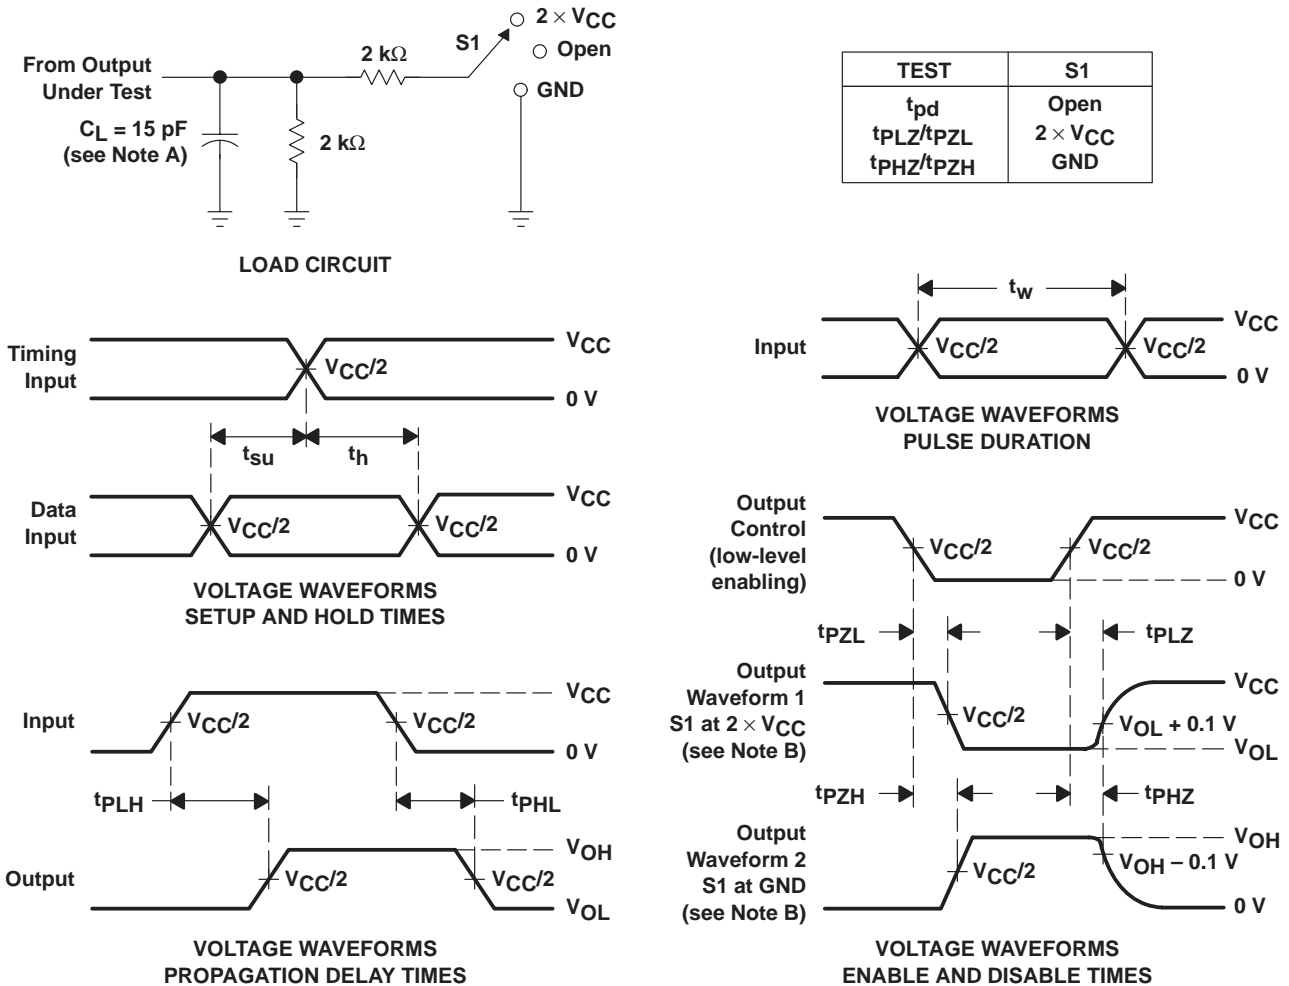 From Output
Under Test
CL = 15 pF
(see Note A)
2 kΩ
2 kΩ
S1
2 × VCC
Open
GND
LOAD CIRCUIT
TEST S1
tpd Open
tPLZ/tPZL 2 × VCC
tPHZ/tPZH GND
Timing
Input
VCC/2
VCC
0 V
tsu
th
Data
Input
VCC/2
VCC/2
VCC
0 V
VOLTAGE WAVEFORMS
SETUP AND HOLD TIMES
tw
Input
VCC/2
VCC/2
VCC
0 V
VOLTAGE WAVEFORMS
PULSE DURATION
Input
VCC/2
VCC/2
VCC
0 V
tPLH
tPHL
Output
VCC/2
VCC/2
VOH
VOL
VOLTAGE WAVEFORMS
PROPAGATION DELAY TIMES
Output
Control
(low-level
enabling)
VCC/2
VCC/2
VCC
0 V
tPZL
tPLZ
Output
Waveform 1
S1 at 2 × VCC
(see Note B)
VCC/2
VCC
VOL + 0.1 V
VOL
tPZH
tPHZ
Output
Waveform 2
S1 at GND
(see Note B)
VCC/2
VOH
VOH − 0.1 V
0 V
VOLTAGE WAVEFORMS
ENABLE AND DISABLE TIMES